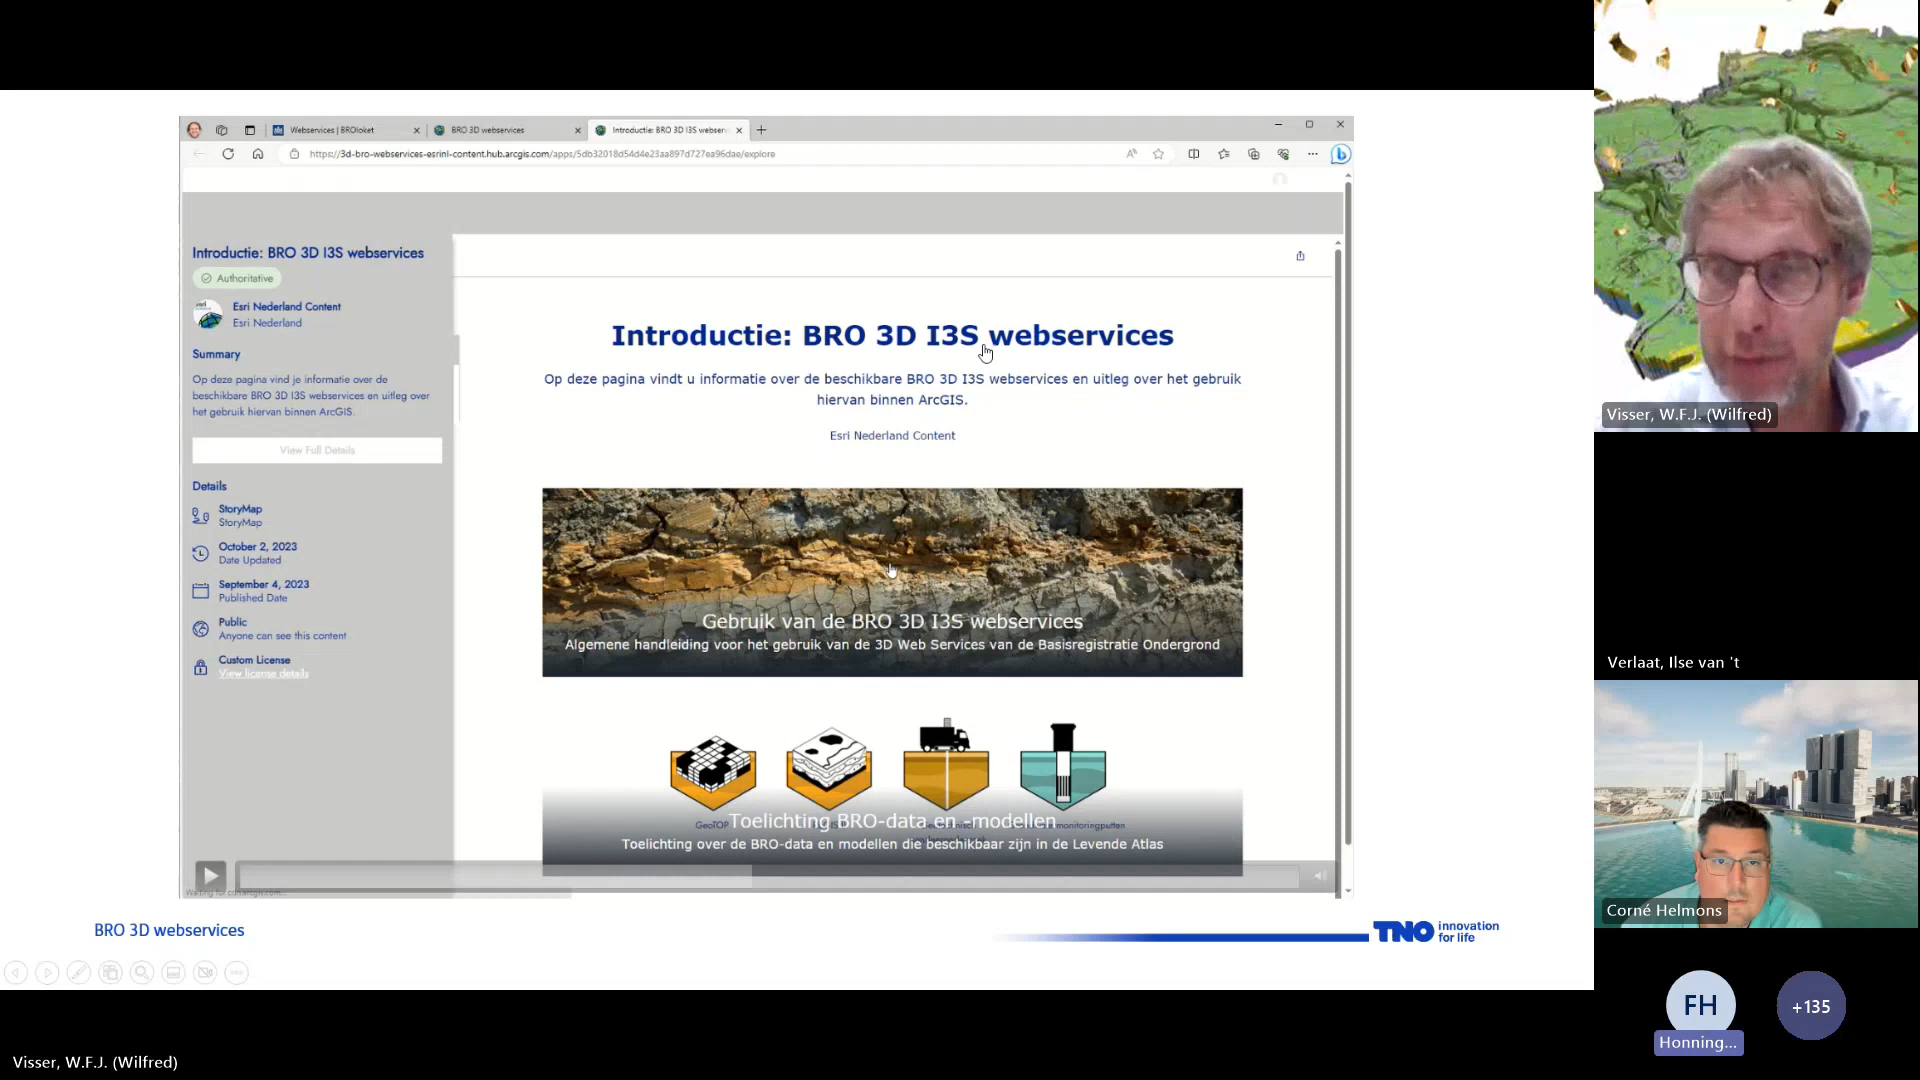 Webservices | BROloket
BRO 3D webservices
Introductie: BRO 3D I3S webserv
https://3d-bro-webservices-esrinl-content.hub.arcgis.com/apps/5db32018d54d4e23aa897d727ea96dae/explore
Introductie: BRO 3D I3S webservices
Authoritative
Esri Nederland Content
Esri Nederland
Summary
Op deze pagina vind je informatie over de
beschikbare BRO 3D I3S webservices en uitleg over
het gebruik hiervan binnen ArcGIS.
View Full Details
Details
StoryMap
StoryMap
October 2, 2023
Date Updated
September 4, 2023
Published Date
Public
Anyone can see this content
Custom License
View license details
Introductie: BRO 3D I3S webservices
Op deze pagina vindt u informatie over de beschikbare BRO 3D I3S webservices en uitleg over het gebruik
hiervan binnen ArcGIS.
Esri Nederland Content
Gebruik van de BRO 3D I3S webservices
Algemene handleiding voor het gebruik van de 3D Web Services van de Basisregistratie Ondergrond
GeoTOP
monitoringputten
Toelichting BRO-data en -modellen
Toelichting over de BRO-data en modellen die beschikbaar zijn in de Levende Atlas
Waiting for cdn.arcgis.com...
BRO 3D webservices
TNO innovation
for life
Visser, W.F.J. (Wilfred)
Verlaat, Ilse van 't
Corné Helmons
FH
+135
Honning...
Visser, W.F.J. (Wilfred)